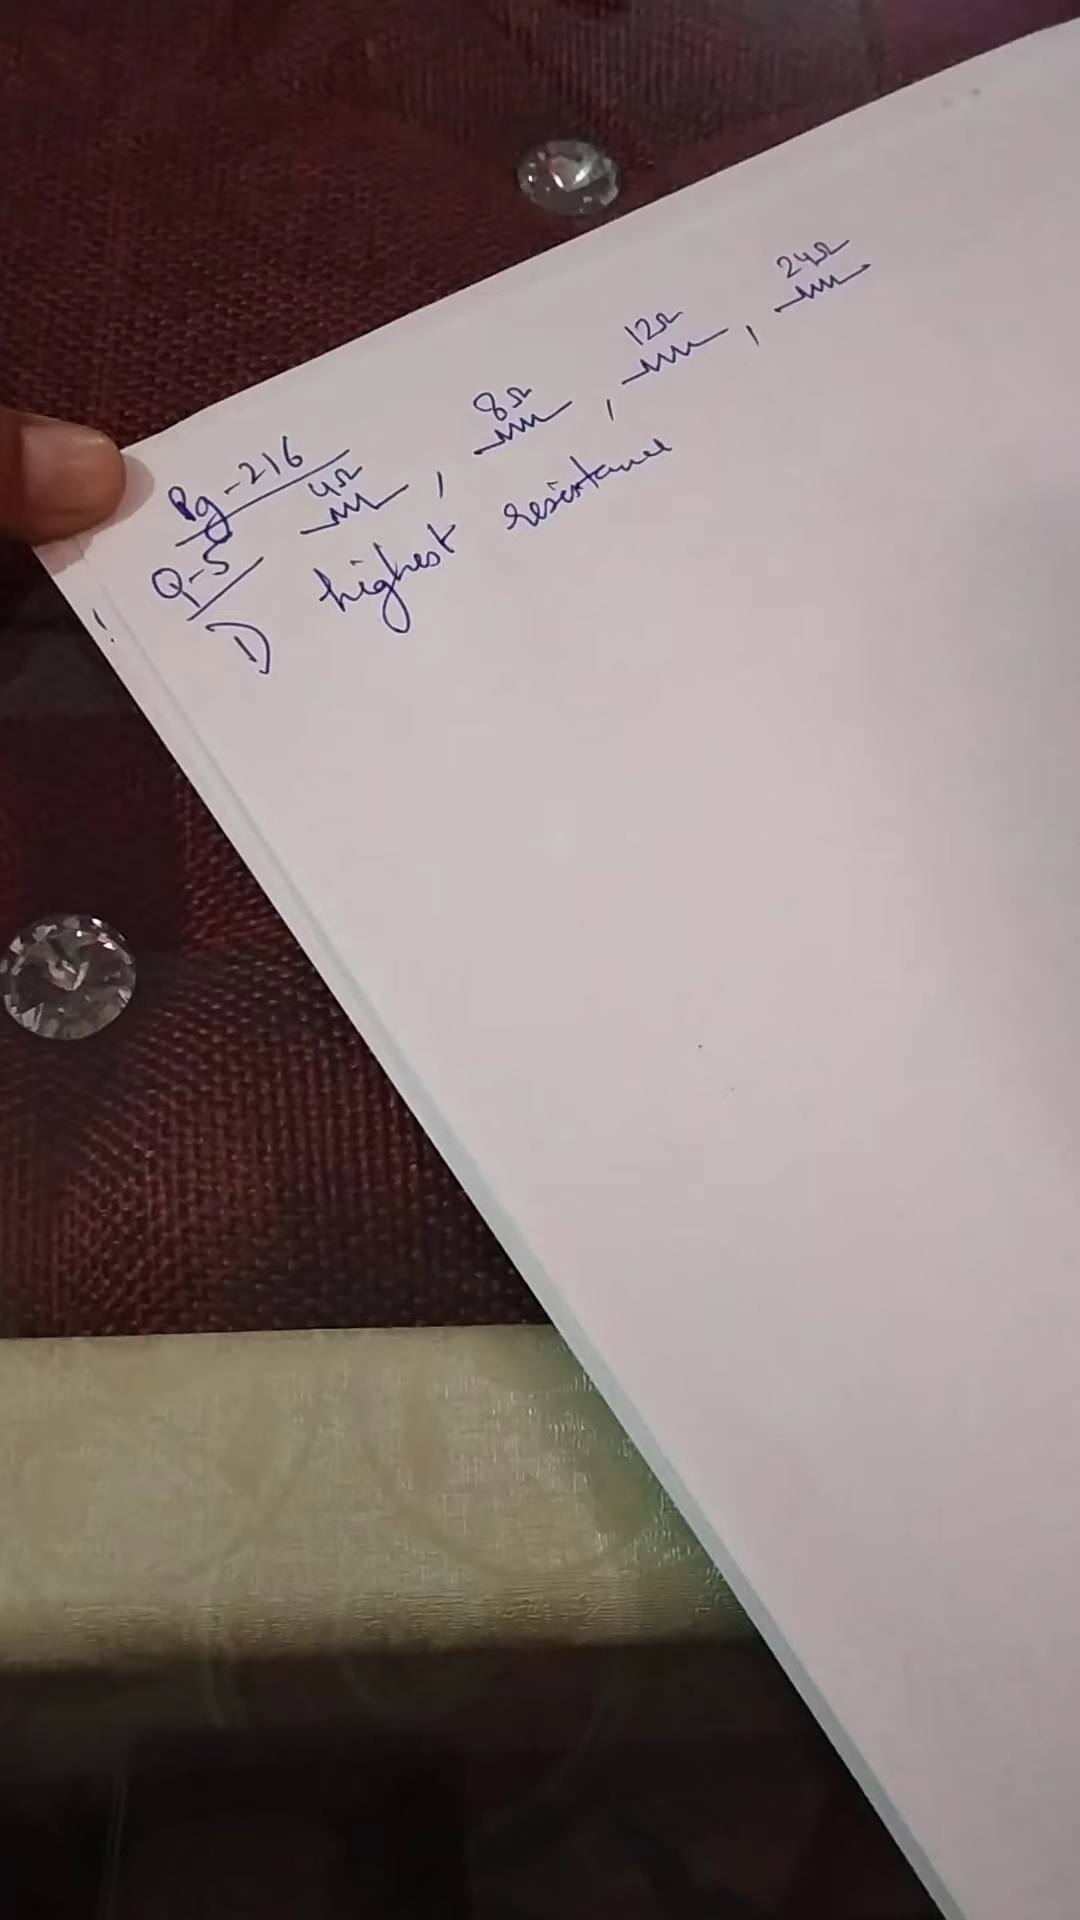 Pg-216
Q-5 4Ω , 8Ω , 12Ω , 24Ω
1) highest resistance